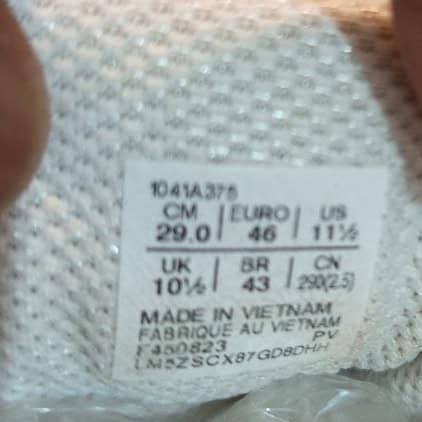 1041A375
CM | EURO | US
29.0 | 46 | 11½
UK | BR | CN
10½ | 43 | 290(2.5)
MADE IN VIETNAM
FABRIQUE AU VIETNAM
F450823 PV
LM5ZSCX87GD8DHH